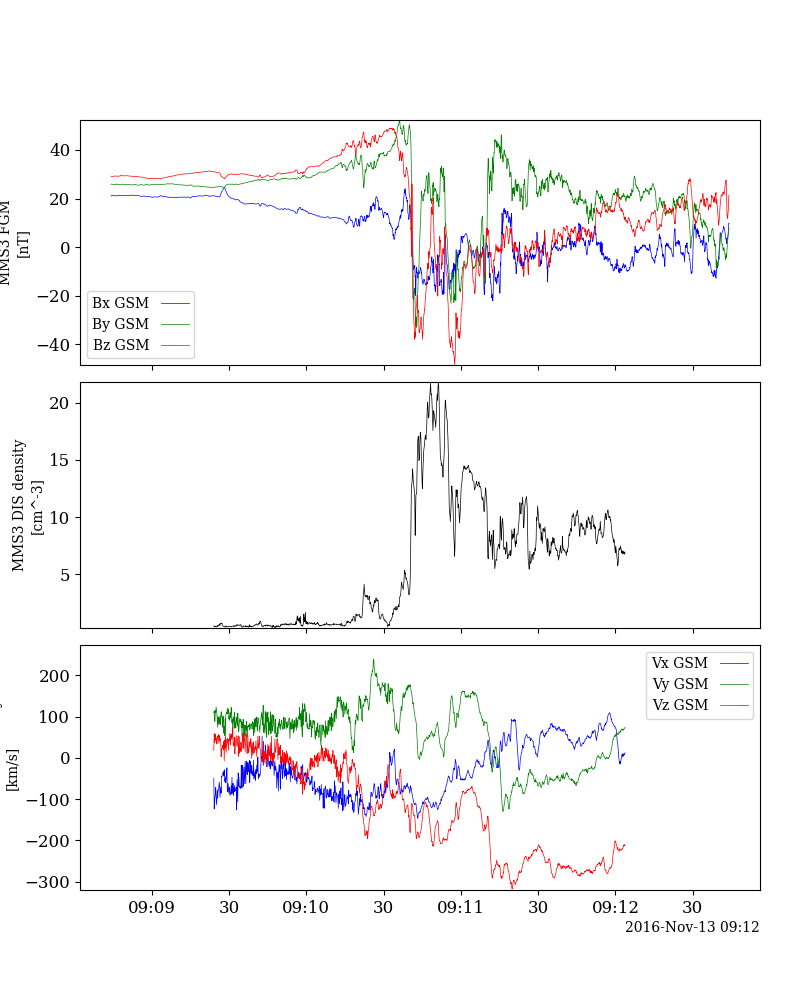 MMS3 FGM
[nT]
40
20
0
−20
−40
Bx GSM
By GSM
Bz GSM
MMS3 DIS density
[cm^-3]
20
15
10
5
[km/s]
200
100
0
−100
−200
−300
Vx GSM
Vy GSM
Vz GSM
09:09 30 09:10 30 09:11 30 09:12 30
2016-Nov-13 09:12